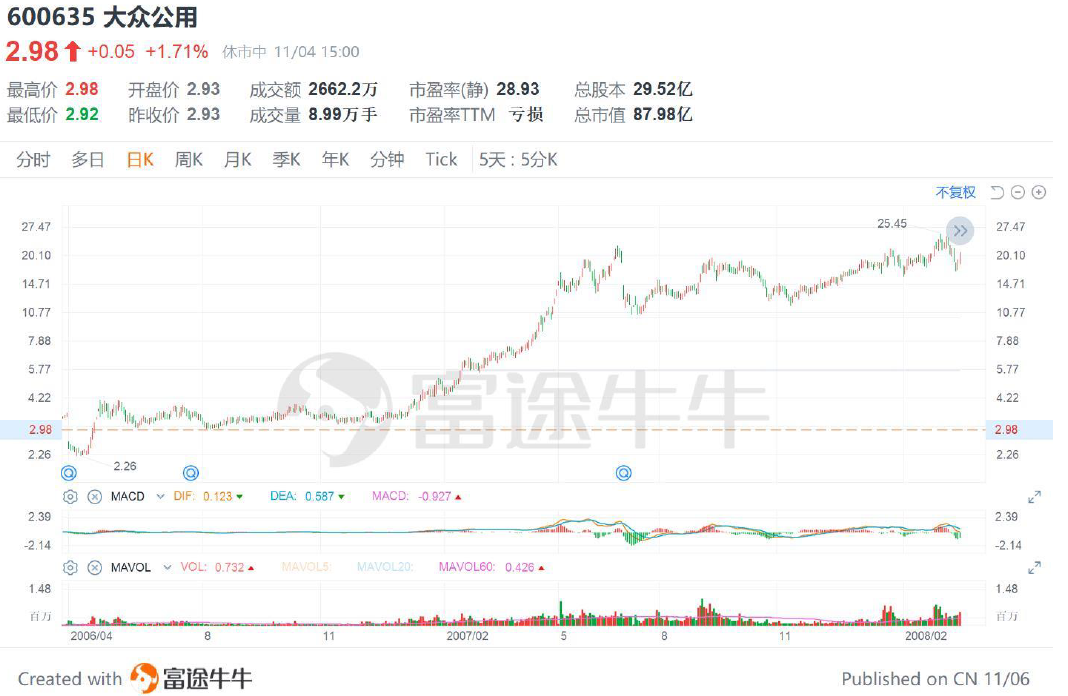 600635 大众公用
2.98 +0.05 +1.71% 休市中 11/04 15:00
最高价 2.98 开盘价 2.93 成交额 2662.2万 市盈率(静) 28.93 总股本 29.52亿
最低价 2.92 昨收价 2.93 成交量 8.99万手 市盈率TTM 亏损 总市值 87.98亿
分时 多日 日K 周K 月K 季K 年K 分钟 Tick 5天 : 5分K
不复权
25.45
27.47 27.47
20.10 20.10
14.71 14.71
10.77 10.77
7.88 7.88
5.77 5.77
4.22 4.22
富途牛牛
2.98 2.98
2.26 2.26
2.26
MACD DIF: 0.123 DEA: 0.587 MACD: -0.927
2.39 2.39
-2.14 -2.14
MAVOL VOL: 0.732 MAVOL5: MAVOL20: MAVOL60: 0.426
1.48 1.48
百万 百万
2006/04 8 11 2007/02 5 8 11 2008/02
Created with 富途牛牛 Published on CN 11/06